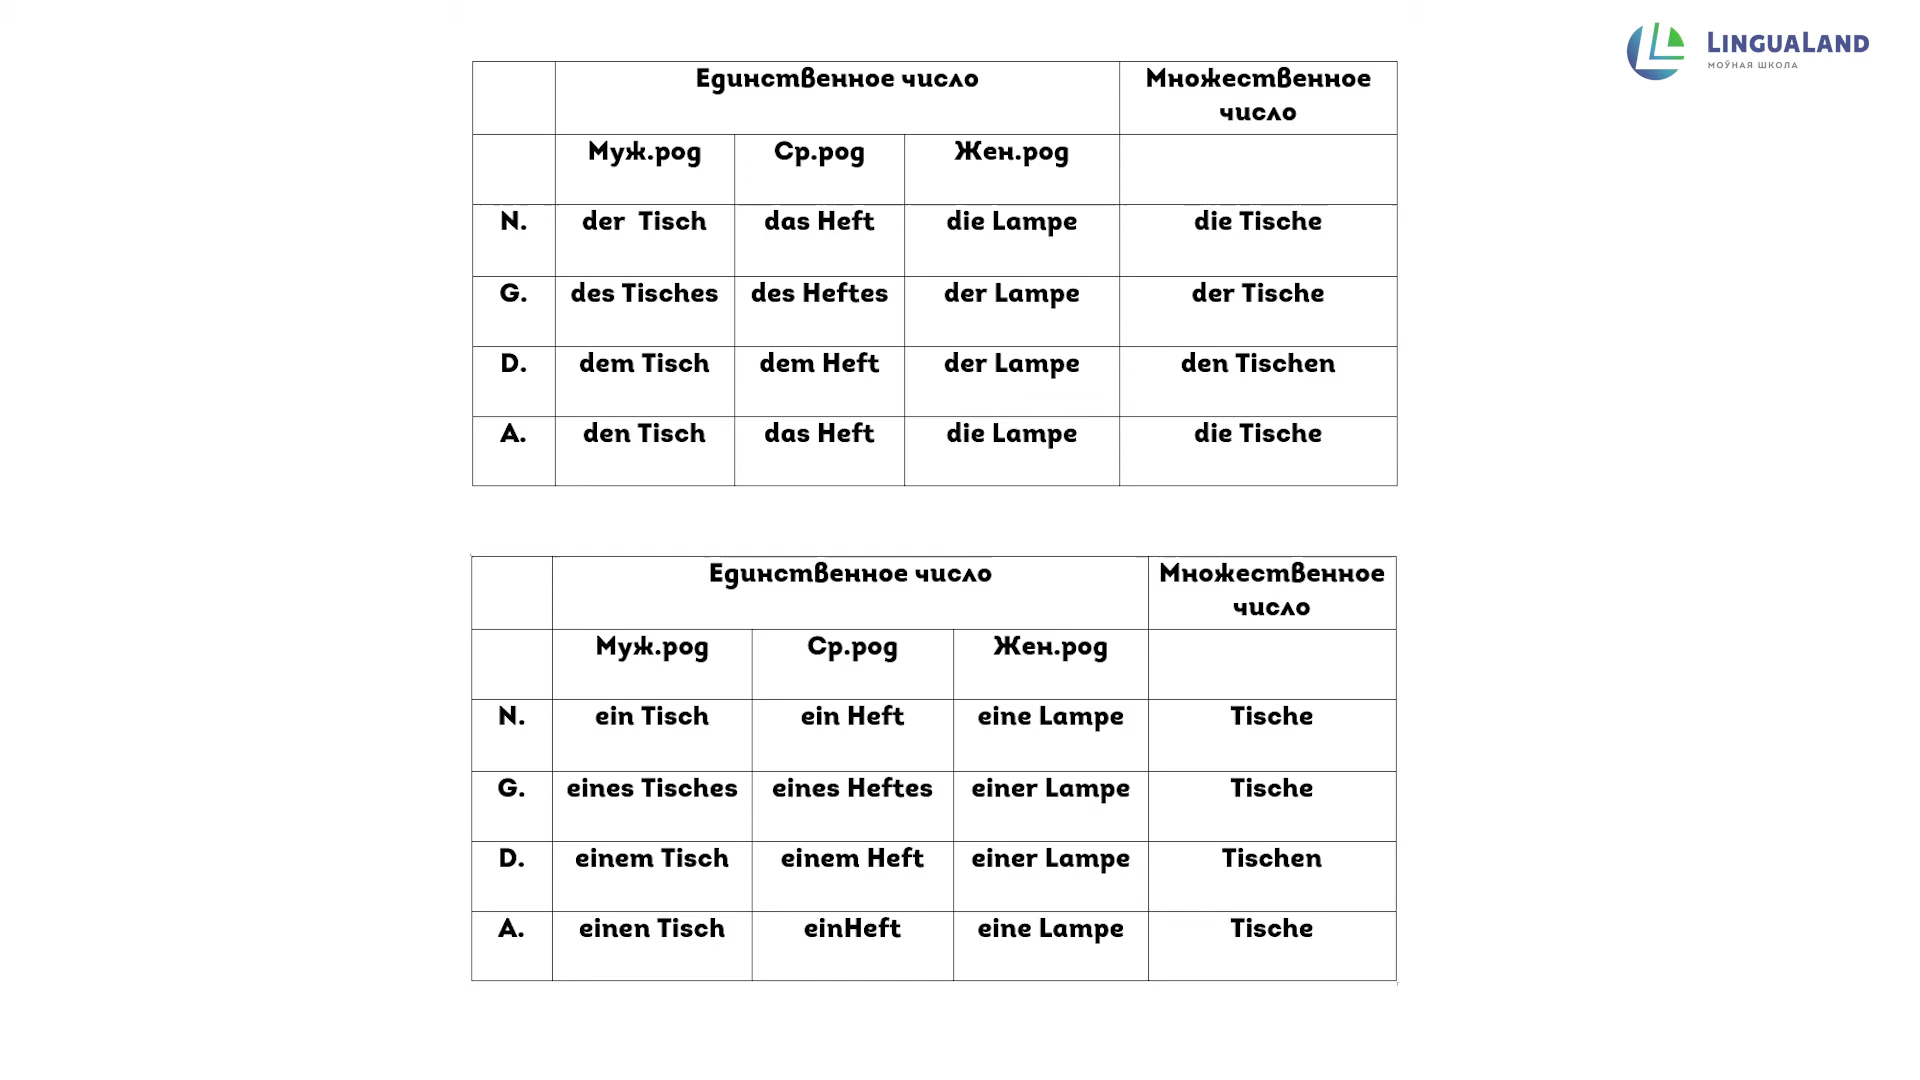 LINGUALAND
МОЎНАЯ ШКОЛА
Единственное число Множественное
число
Муж.род Ср.род Жен.род
N. der Tisch das Heft die Lampe die Tische
G. des Tisches des Heftes der Lampe der Tische
D. dem Tisch dem Heft der Lampe den Tischen
A. den Tisch das Heft die Lampe die Tische
Единственное число Множественное
число
Муж.род Ср.род Жен.род
N. ein Tisch ein Heft eine Lampe Tische
G. eines Tisches eines Heftes einer Lampe Tische
D. einem Tisch einem Heft einer Lampe Tischen
A. einen Tisch einHeft eine Lampe Tische